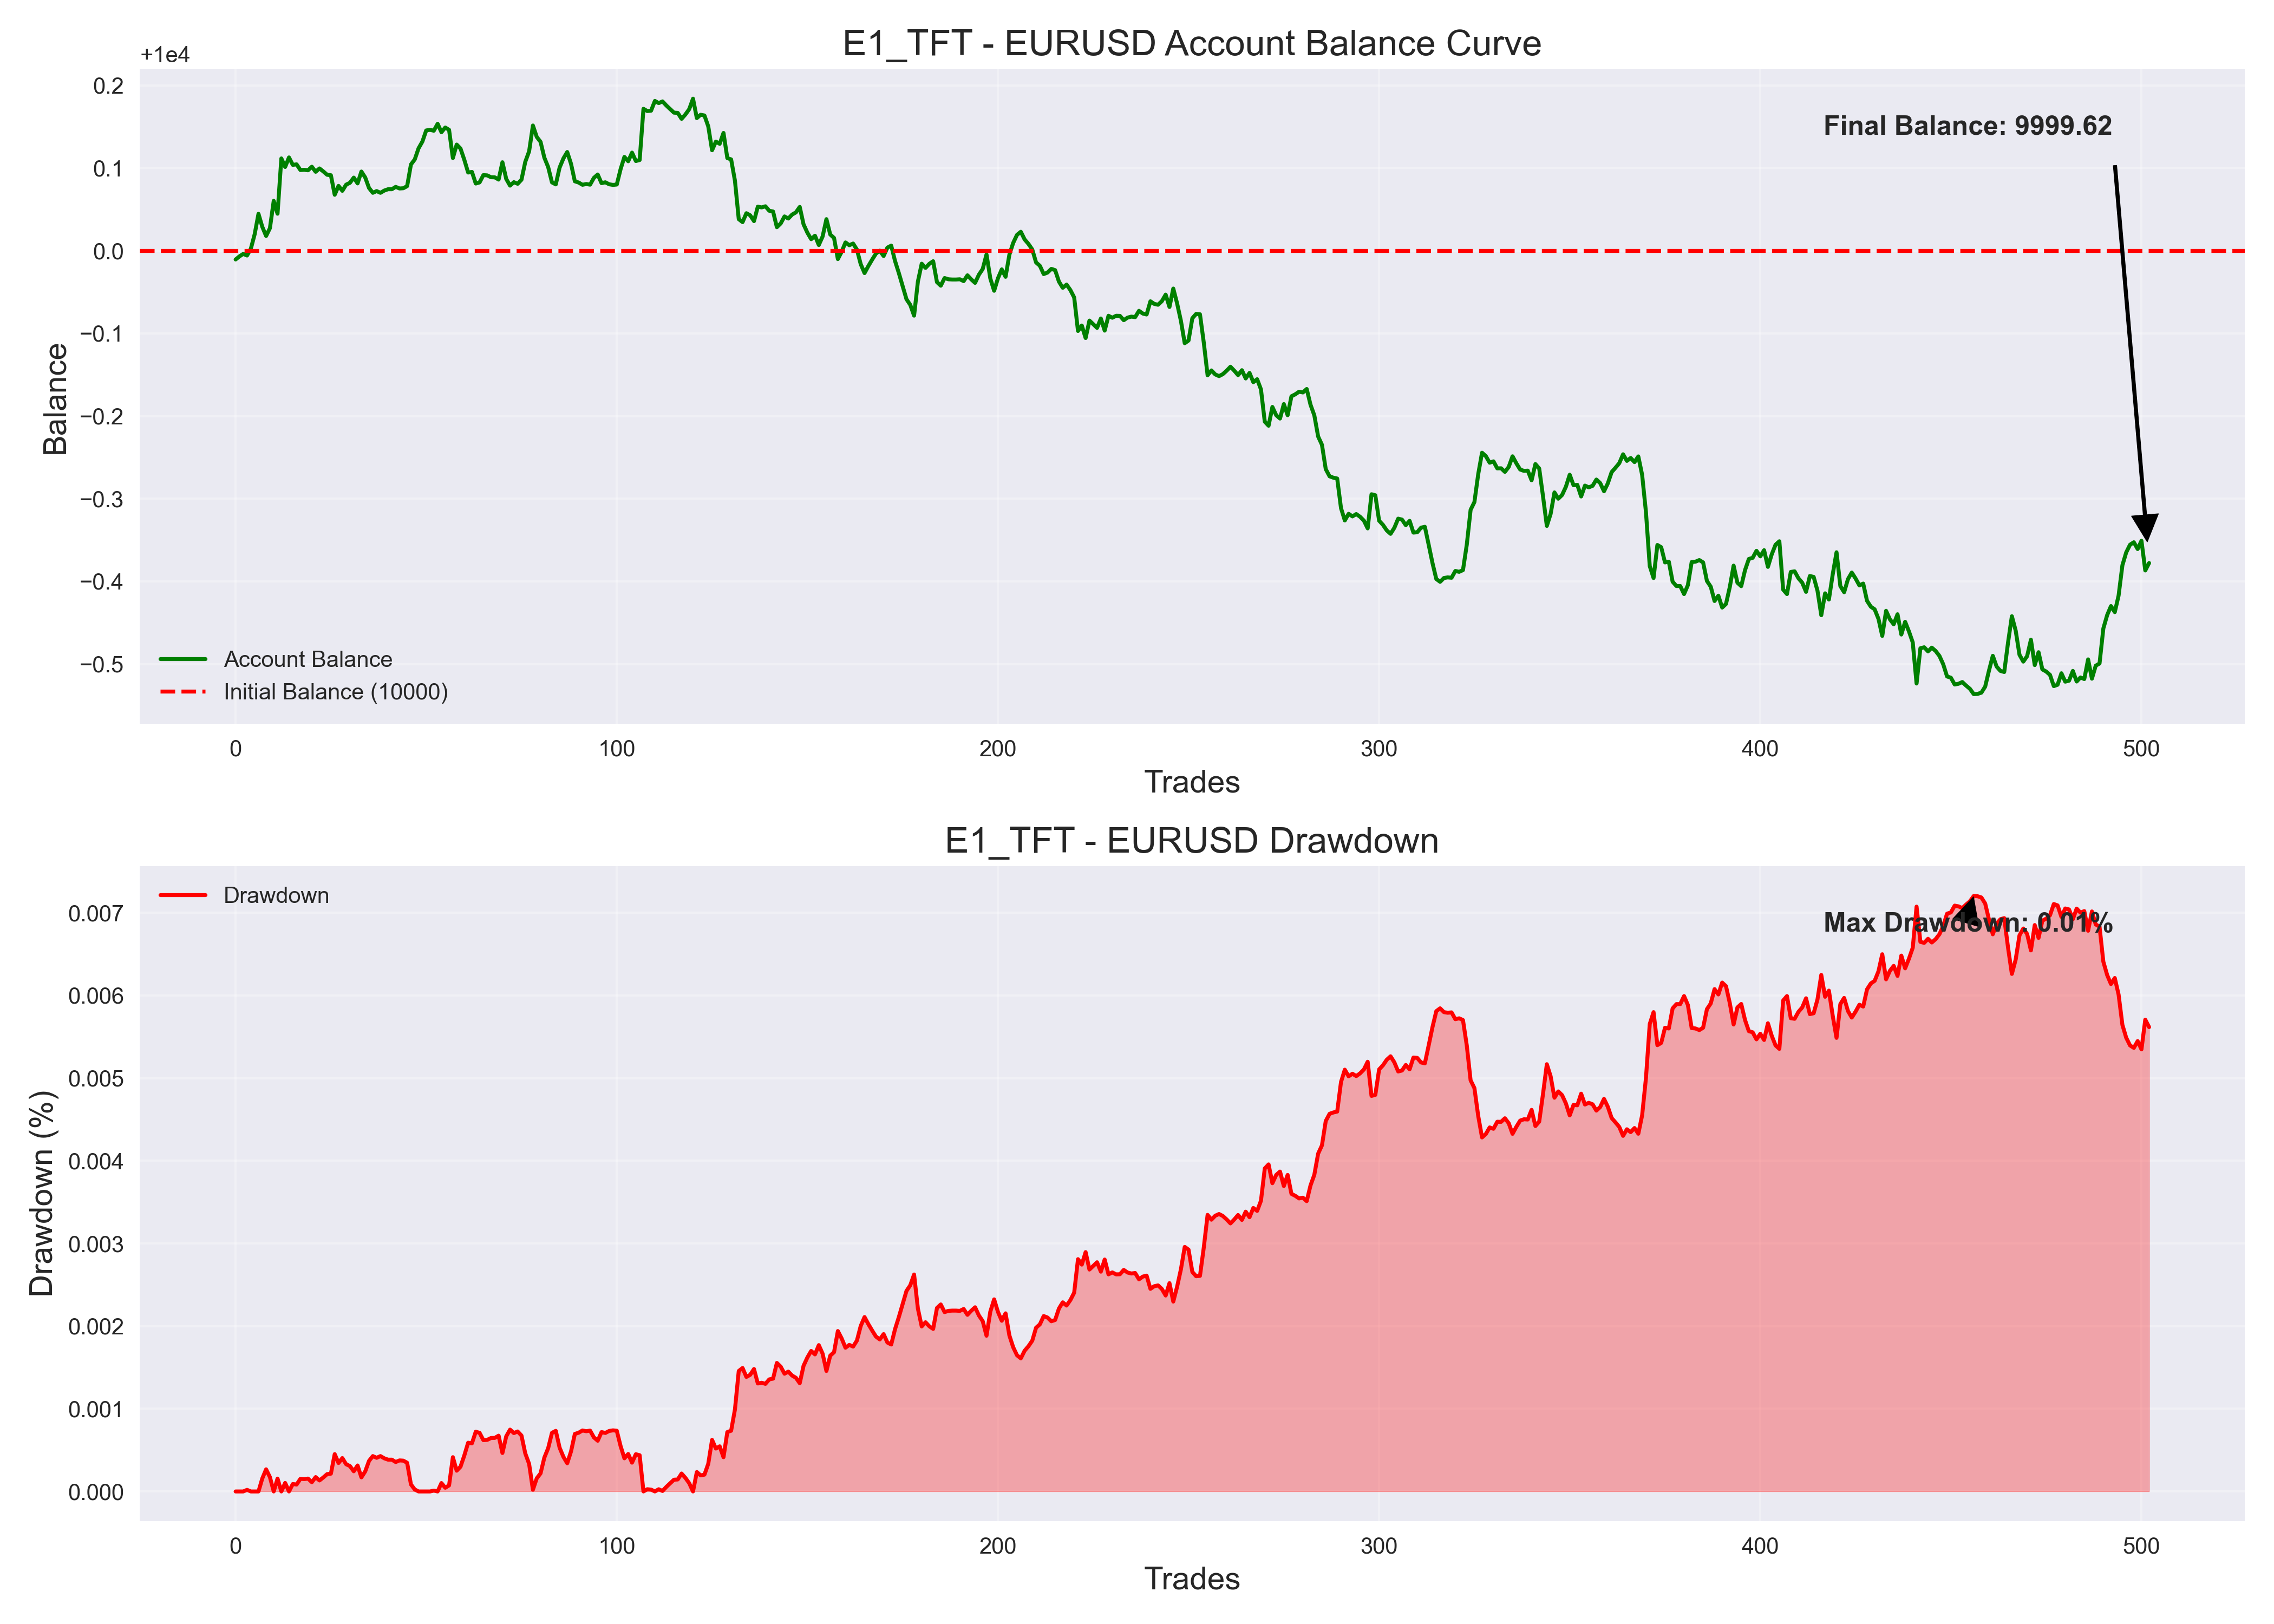 E1_TFT - EURUSD Account Balance Curve
+1e4
0.2
0.1
0.0
−0.1
−0.2
−0.3
−0.4
−0.5
Balance
Final Balance: 9999.62
Account Balance
Initial Balance (10000)
0 100 200 300 400 500
Trades
E1_TFT - EURUSD Drawdown
Drawdown
Max Drawdown: 0.01%
0.007
0.006
0.005
0.004
0.003
0.002
0.001
0.000
Drawdown (%)
0 100 200 300 400 500
Trades